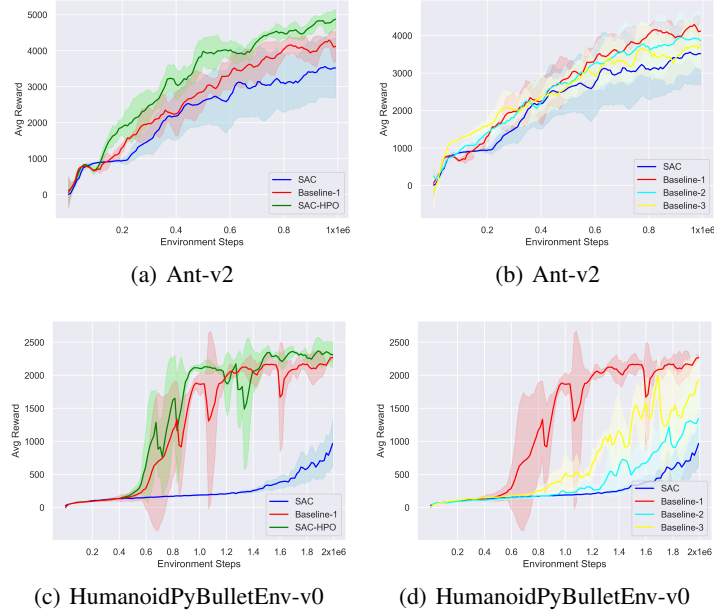 5000
4000
3000
2000
1000
0
Avg Reward
0.2 0.4 0.6 0.8 1x1e6
Environment Steps
SAC
Baseline-1
SAC-HPO
(a) Ant-v2
4000
3000
2000
1000
0
Avg Reward
0.2 0.4 0.6 0.8 1x1e6
Environment Steps
SAC
Baseline-1
Baseline-2
Baseline-3
(b) Ant-v2
2500
2000
1500
1000
500
0
Avg Reward
0.2 0.4 0.6 0.8 1.0 1.2 1.4 1.6 1.8 2x1e6
Environment Steps
SAC
Baseline-1
SAC-HPO
(c) HumanoidPyBulletEnv-v0
2500
2000
1500
1000
500
0
Avg Reward
0.2 0.4 0.6 0.8 1.0 1.2 1.4 1.6 1.8 2x1e6
Environment Steps
SAC
Baseline-1
Baseline-2
Baseline-3
(d) HumanoidPyBulletEnv-v0